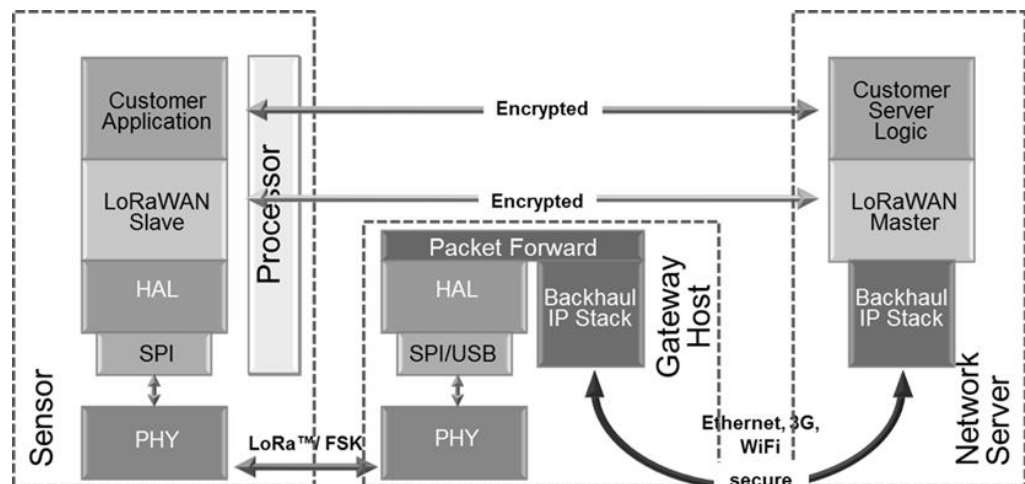 Customer
Application
LoRaWAN
Slave
HAL
SPI
PHY
Processor
Sensor
Encrypted
Encrypted
LoRa™/ FSK
Packet Forward
HAL
SPI/USB
PHY
Backhaul
IP Stack
Gateway
Host
Ethernet, 3G,
WiFi
secure
Customer
Server
Logic
LoRaWAN
Master
Backhaul
IP Stack
Network
Server